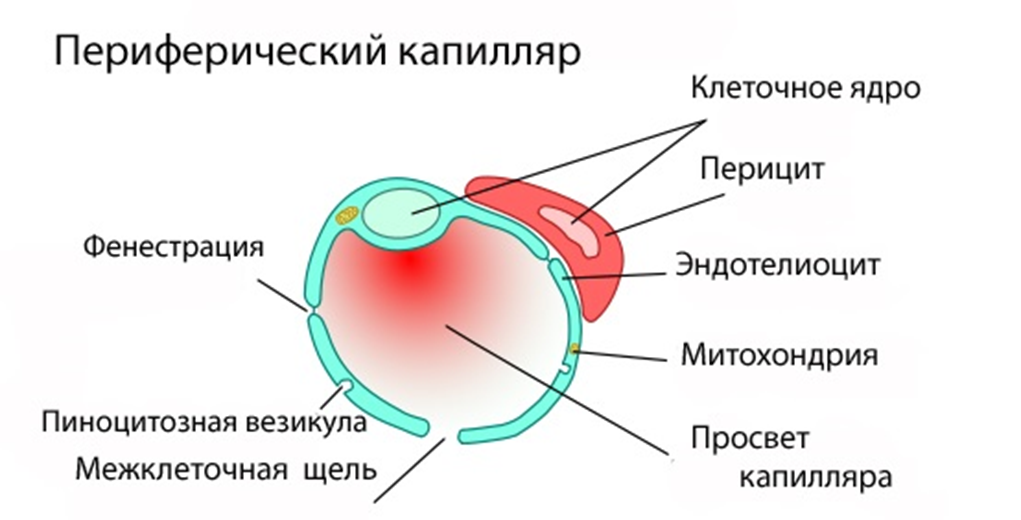 Периферический капилляр
Клеточное ядро
Перицит
Фенестрация
Эндотелиоцит
Митохондрия
Пиноцитозная везикула
Просвет
капилляра
Межклеточная щель